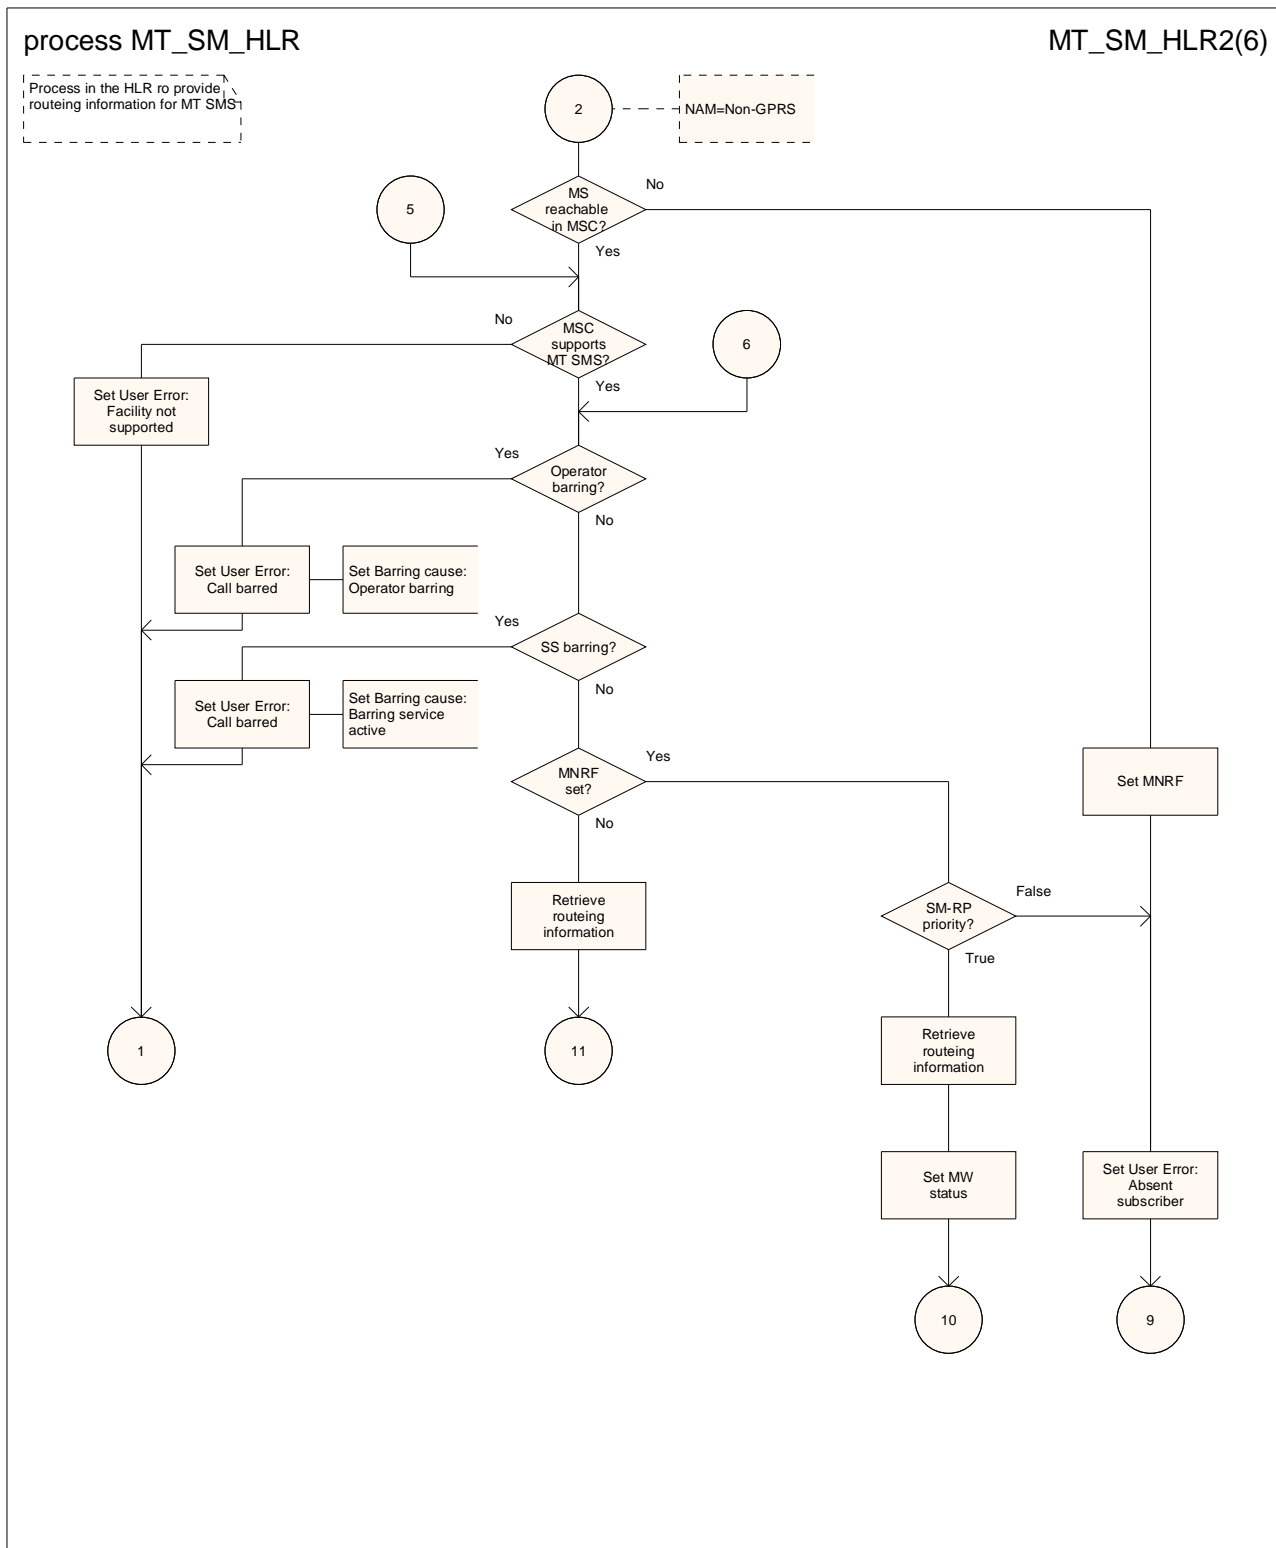 process MT_SM_HLR
MT_SM_HLR2(6)
Process in the HLR ro provide
routeing information for MT SMS
2
NAM=Non-GPRS
MS
reachable
in MSC?
No
Yes
5
MSC
supports
MT SMS?
No
Yes
6
Set User Error:
Facility not
supported
Operator
barring?
Yes
No
Set User Error:
Call barred
Set Barring cause:
Operator barring
SS barring?
Yes
No
Set User Error:
Call barred
Set Barring cause:
Barring service
active
MNRF
set?
Yes
No
Set MNRF
Retrieve
routeing
information
SM-RP
priority?
False
True
1
11
Retrieve
routeing
information
Set MW
status
Set User Error:
Absent
subscriber
10
9